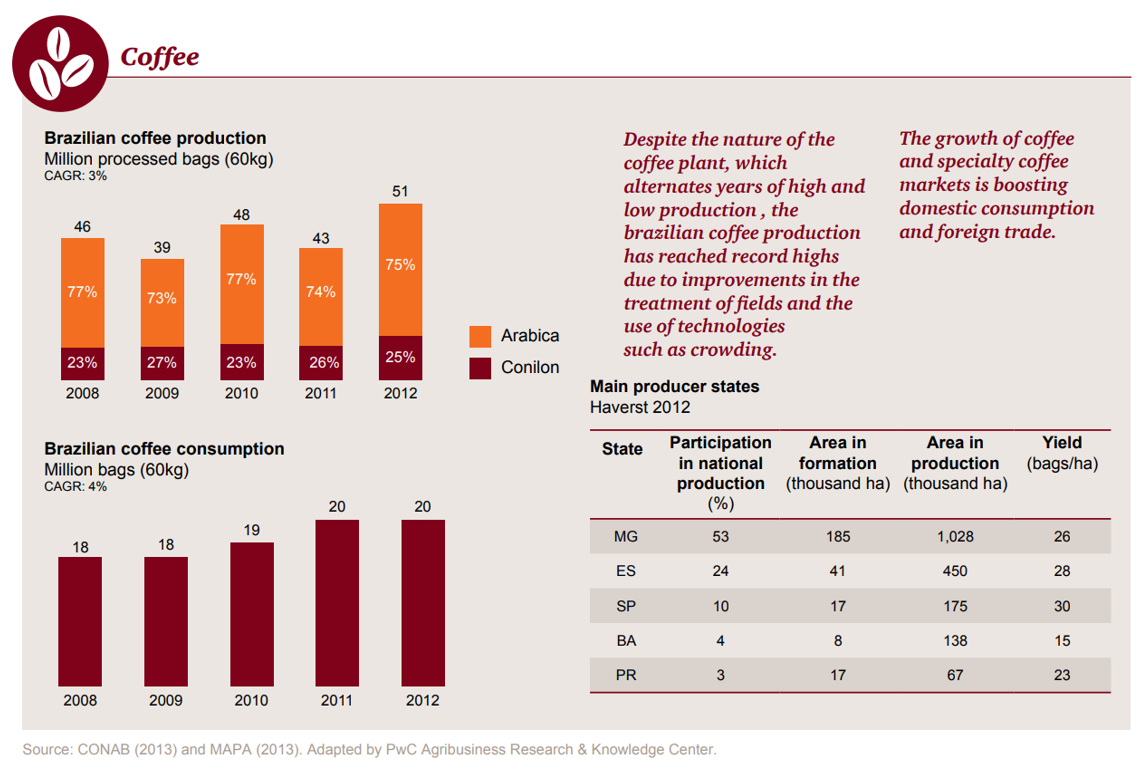 Coffee
Brazilian coffee production
Million processed bags (60kg)
CAGR: 3%
46
39
48
43
51
77%
73%
77%
74%
75%
23%
27%
23%
26%
25%
2008
2009
2010
2011
2012
Arabica
Conilon
Brazilian coffee consumption
Million bags (60kg)
CAGR: 4%
18
18
19
20
20
2008
2009
2010
2011
2012
Despite the nature of the
coffee plant, which
alternates years of high and
low production , the
brazilian coffee production
has reached record highs
due to improvements in the
treatment of fields and the
use of technologies
such as crowding.
The growth of coffee
and specialty coffee
markets is boosting
domestic consumption
and foreign trade.
Main producer states
Haverst 2012
State Participation in national production (%) Area in formation (thousand ha) Area in production (thousand ha) Yield (bags/ha)
MG 53 185 1,028 26
ES 24 41 450 28
SP 10 17 175 30
BA 4 8 138 15
PR 3 17 67 23
Source: CONAB (2013) and MAPA (2013). Adapted by PwC Agribusiness Research & Knowledge Center.